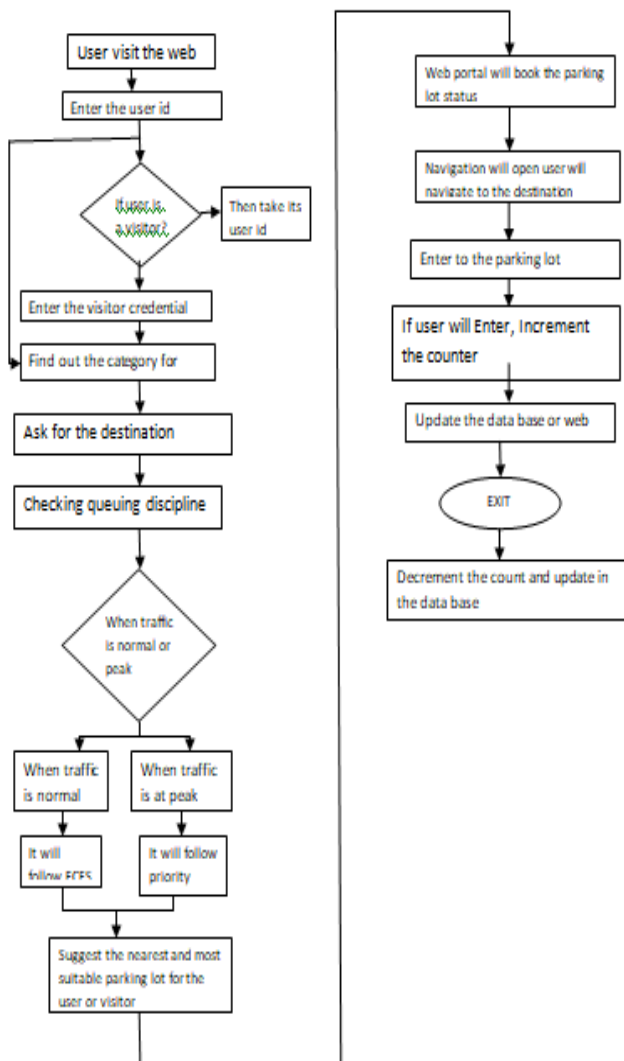 User visit the web
Enter the user id
If user is
a visitor?
Then take its
user id
Enter the visitor credential
Find out the category for
Ask for the destination
Checking queuing discipline
When traffic
is normal or
peak
When traffic
is normal
When traffic
is at peak
It will
follow FCFS
It will follow
priority
Suggest the nearest and most
suitable parking lot for the
user or visitor
Web portal will book the parking
lot status
Navigation will open user will
navigate to the destination
Enter to the parking lot
If user will Enter, Increment
the counter
Update the data base or web
EXIT
Decrement the count and update in
the data base